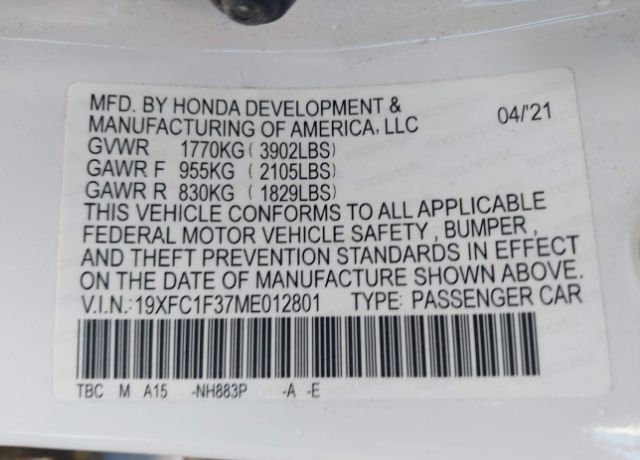 MFD. BY HONDA DEVELOPMENT &
MANUFACTURING OF AMERICA, LLC 04/'21
GVWR 1770KG ( 3902LBS)
GAWR F 955KG ( 2105LBS)
GAWR R 830KG ( 1829LBS)
THIS VEHICLE CONFORMS TO ALL APPLICABLE
FEDERAL MOTOR VEHICLE SAFETY , BUMPER ,
AND THEFT PREVENTION STANDARDS IN EFFECT
ON THE DATE OF MANUFACTURE SHOWN ABOVE.
V.I.N.:19XFC1F37ME012801 TYPE: PASSENGER CAR
TBC M A15 -NH883P -A -E